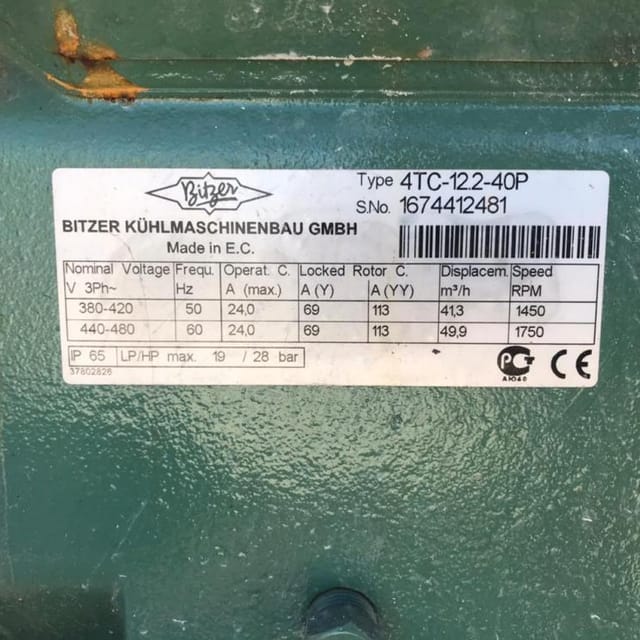 Bitzer
Type 4TC-12.2-40P
S.No. 1674412481
BITZER KÜHLMASCHINENBAU GMBH
Made in E.C.
Nominal Voltage Frequ. Operat. C. Locked Rotor C. Displacem. Speed
V 3Ph~ Hz A (max.) A (Y) A (YY) m³/h RPM
380-420 50 24,0 69 113 41,3 1450
440-480 60 24,0 69 113 49,9 1750
IP 65 LP/HP max. 19 / 28 bar
37802826
РСТ
CE